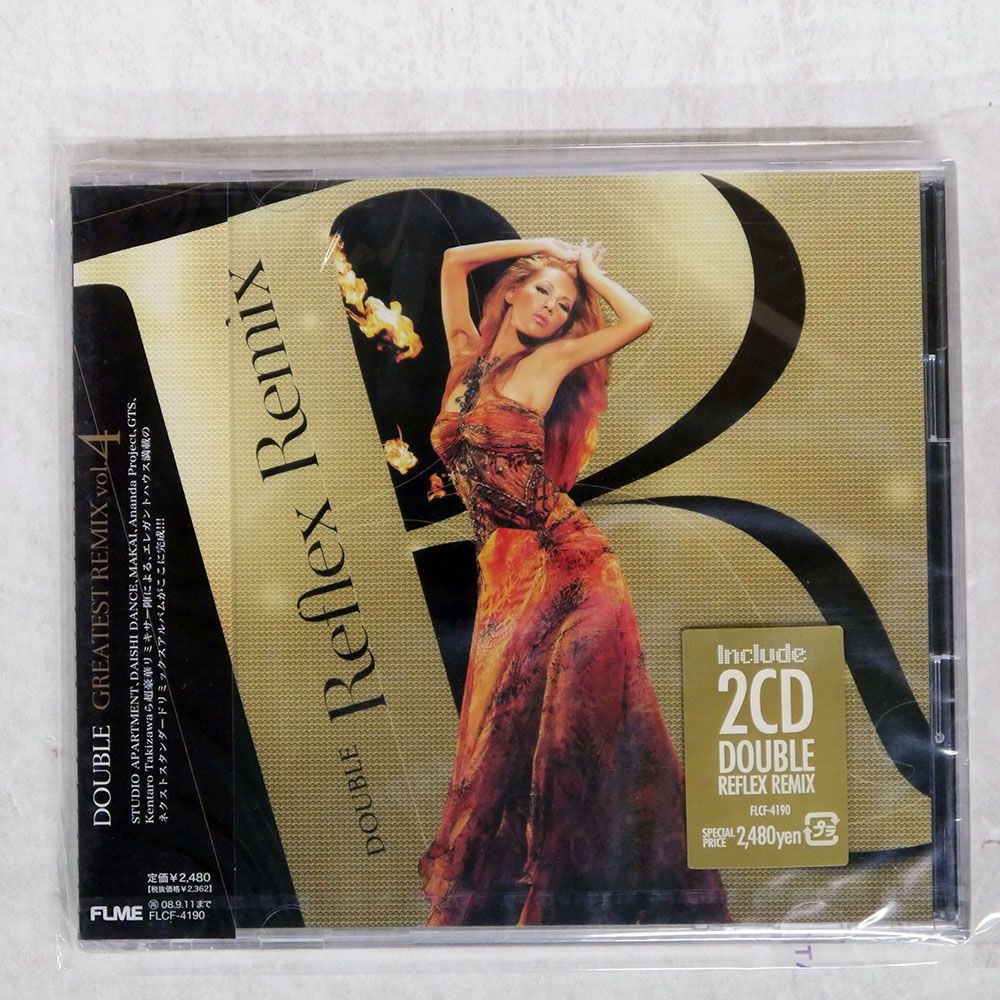 DOUBLE GREATEST REMIX vol.4
STUDIO APARTMENT、DAISHI DANCE、MAKAI、Ananda Project、GTS、
Kentaro Takizawaら超豪華リミキサー陣による、エレガントハウス満載の
ネクストスタンダードリミックスアルバムがここに完成!!!
定価¥2,480
【税抜価格¥2,362】
Ⓡ08.9.11まで
FLME
FLCF-4190
DOUBLE Reflex Remix
R
Include
2CD
DOUBLE
REFLEX REMIX
FLCF-4190
SPECIAL
PRICE 2,480yen
プラ